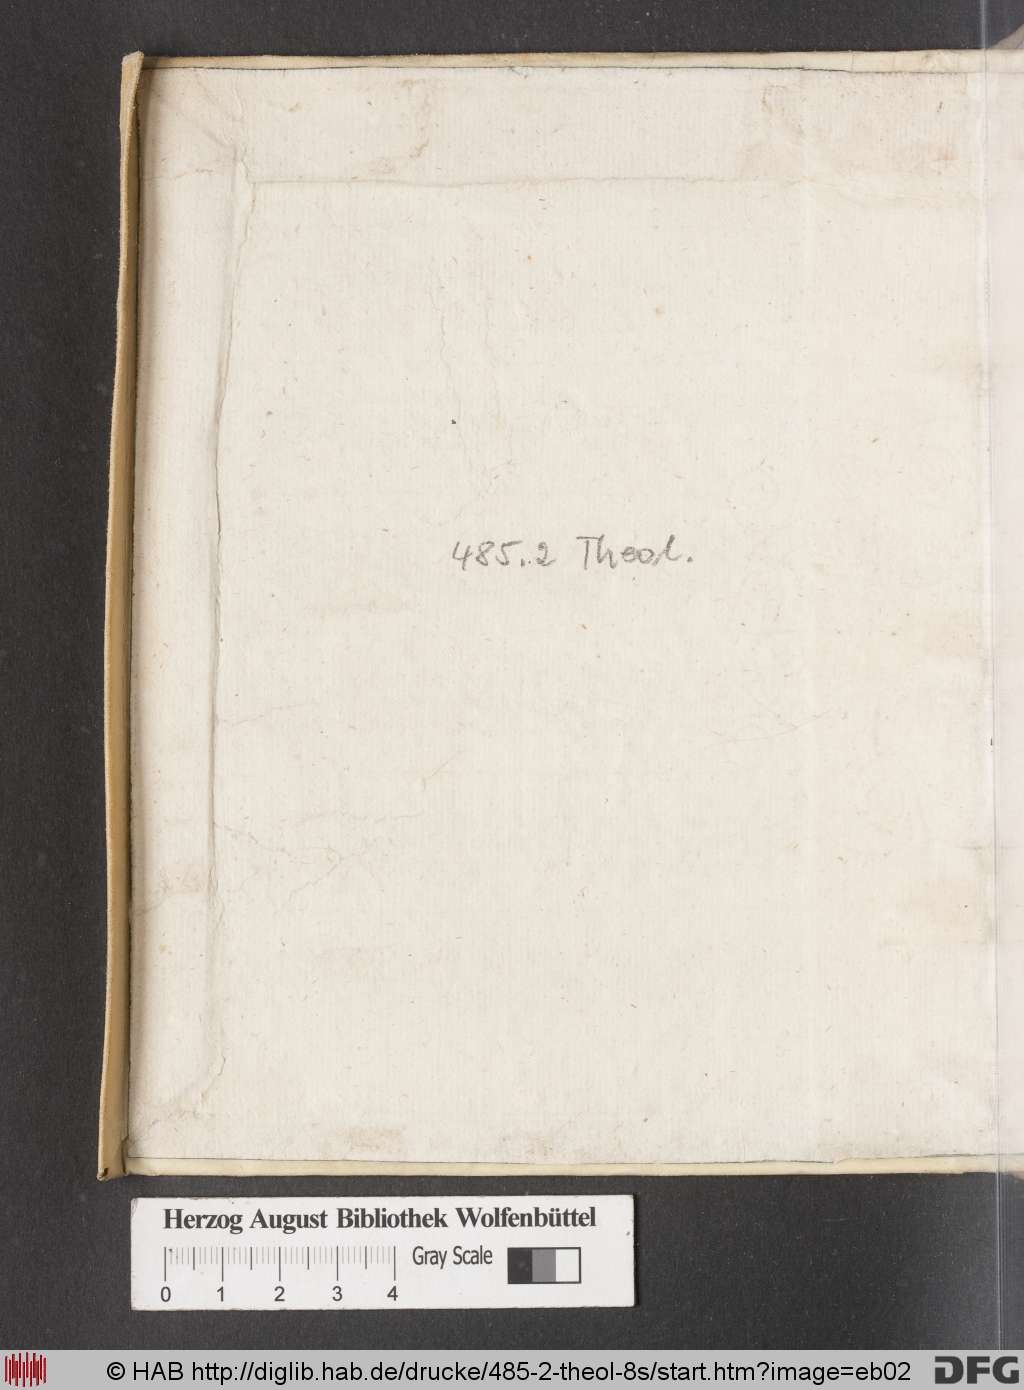 485.2 Theol.
Herzog August Bibliothek Wolfenbüttel
Gray Scale
0 1 2 3 4
© HAB http://diglib.hab.de/drucke/485-2-theol-8s/start.htm?image=eb02
DFG